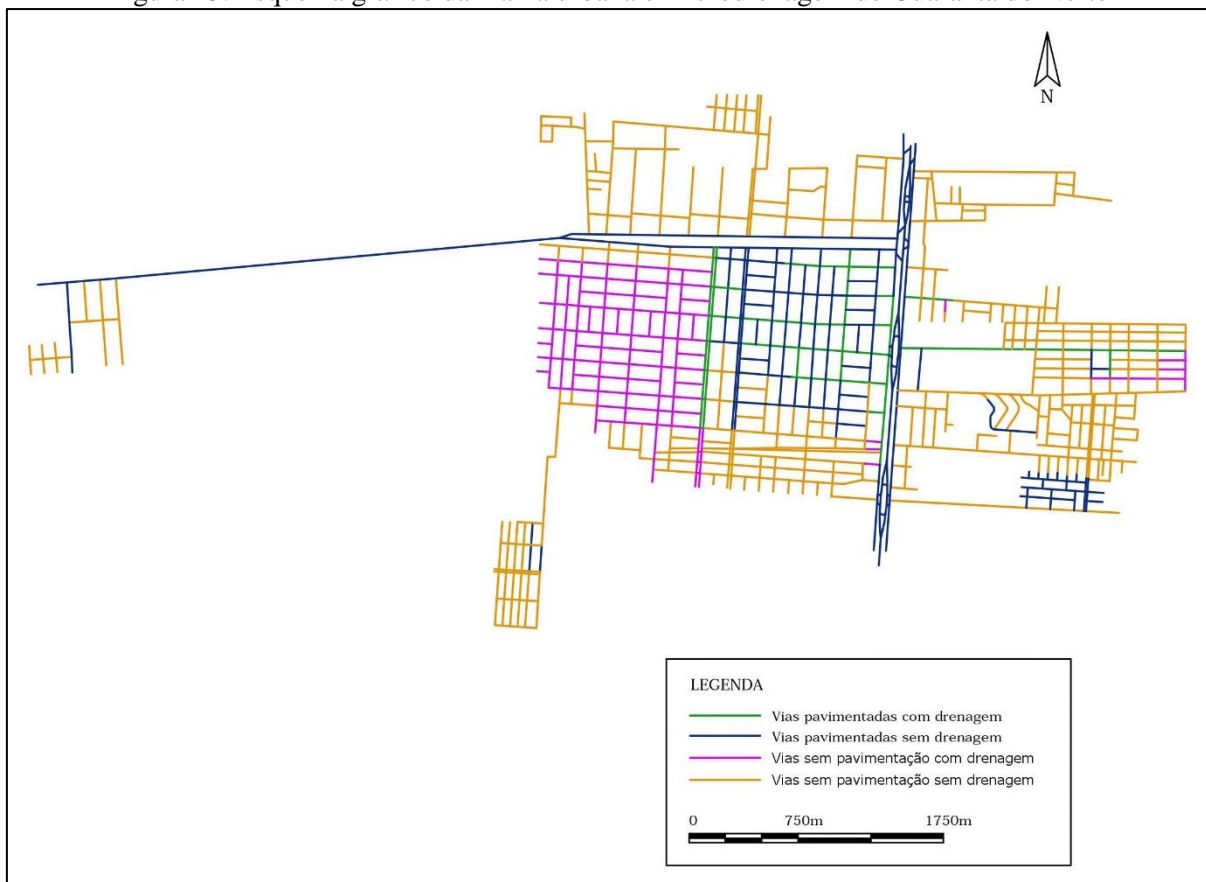 N
LEGENDA
Vias pavimentadas com drenagem
Vias pavimentadas sem drenagem
Vias sem pavimentação com drenagem
Vias sem pavimentação sem drenagem
0 750m 1750m